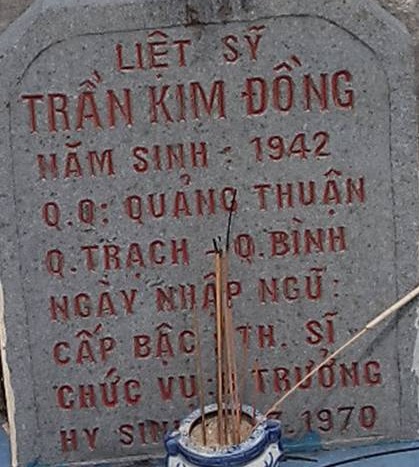 LIỆT SỸ
TRẦN KIM ĐỒNG
NĂM SINH : 1942
Q.Q: QUẢNG THUẬN
Q.TRẠCH - Q.BÌNH
NGÀY NHẬP NGŨ:
CẤP BẬC : TH. SĨ
CHỨC VỤ: TRƯỞNG
HY SINH .1970